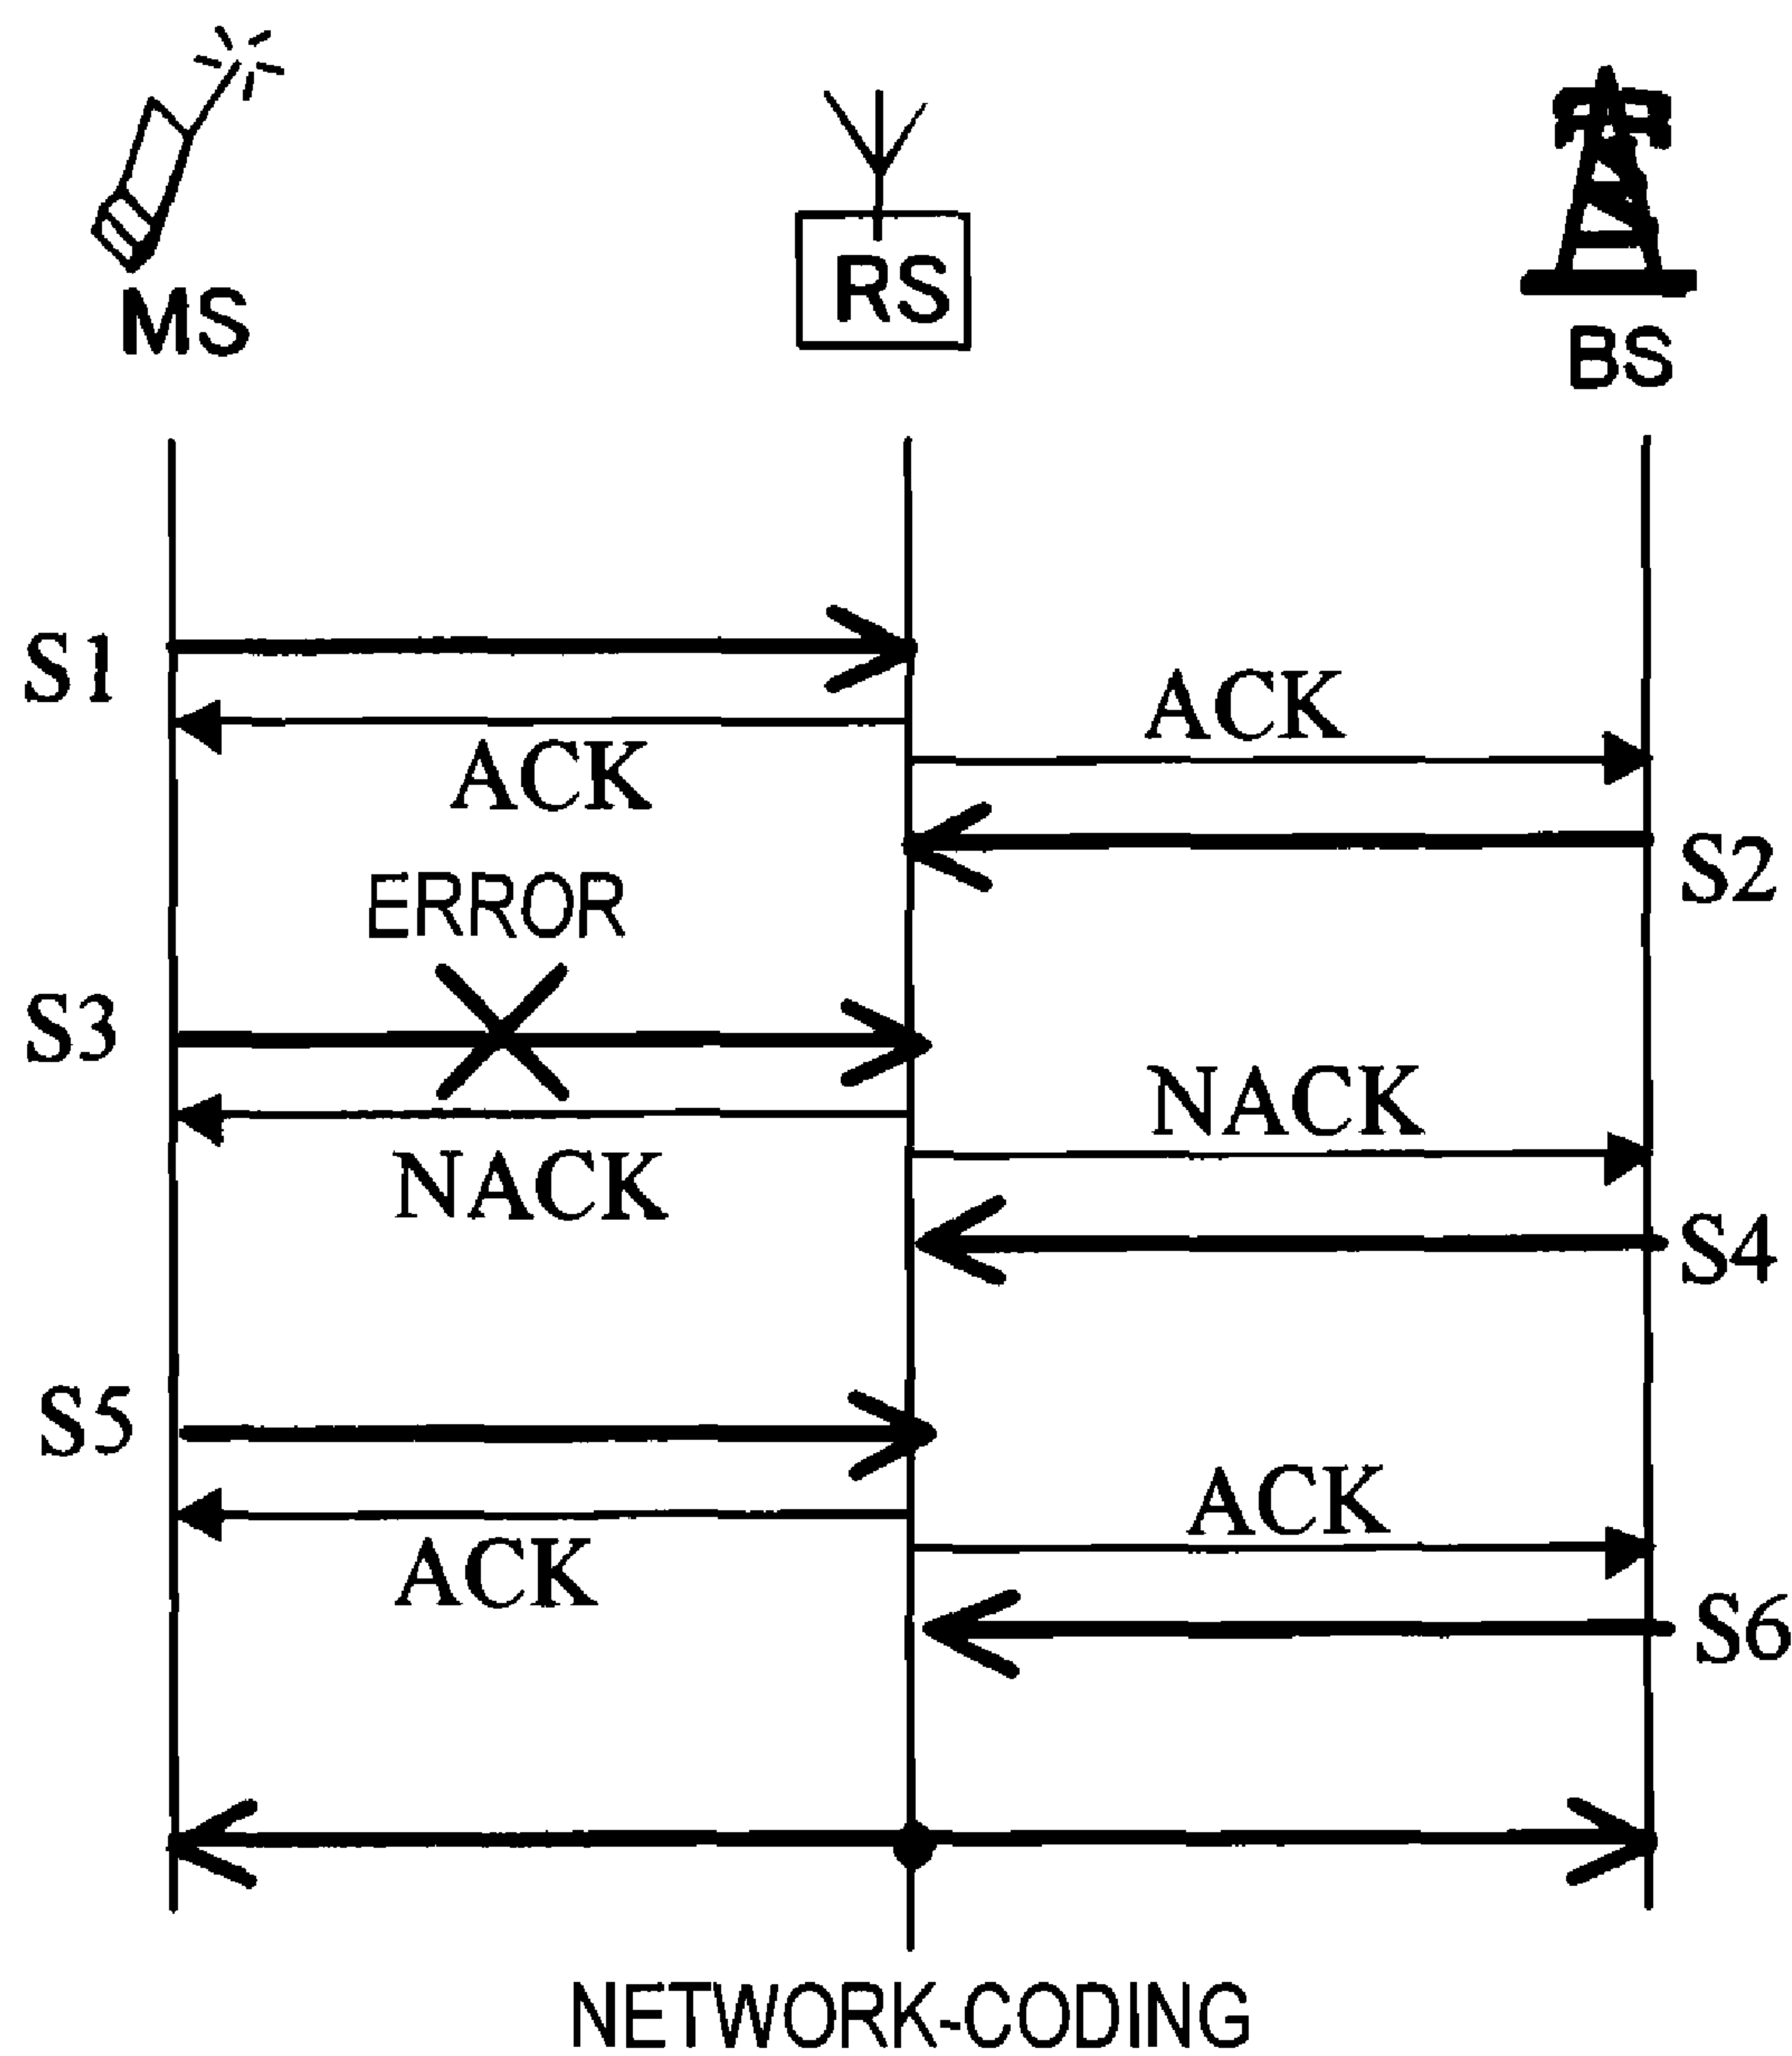 MS
RS
BS
S1
ACK
ACK
S2
ERROR
S3
NACK
NACK
S4
S5
ACK
ACK
S6
NETWORK-CODING